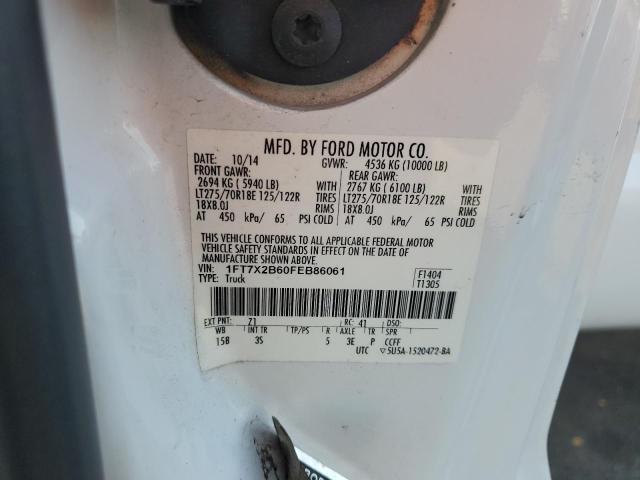 MFD. BY FORD MOTOR CO.
DATE: 10/14 GVWR: 4536 KG (10000 LB)
FRONT GAWR: REAR GAWR:
2694 KG ( 5940 LB) WITH 2767 KG ( 6100 LB) WITH
LT275/70R18E 125/122R TIRES LT275/70R18E 125/122R TIRES
18X8.0J RIMS 18X8.0J RIMS
AT 450 kPa/ 65 PSI COLD AT 450 kPa/ 65 PSI COLD
THIS VEHICLE CONFORMS TO ALL APPLICABLE FEDERAL MOTOR
VEHICLE SAFETY STANDARDS IN EFFECT ON THE DATE OF
MANUFACTURE SHOWN ABOVE.
VIN: 1FT7X2B60FEB86061 F1404
TYPE: Truck T1305
EXT PNT: 71 RC: 41 DSO:
WB INT TR TP/PS R AXLE TR SPR
158 3S 5 3E P CCFF
UTC 5U5A-1520472-BA